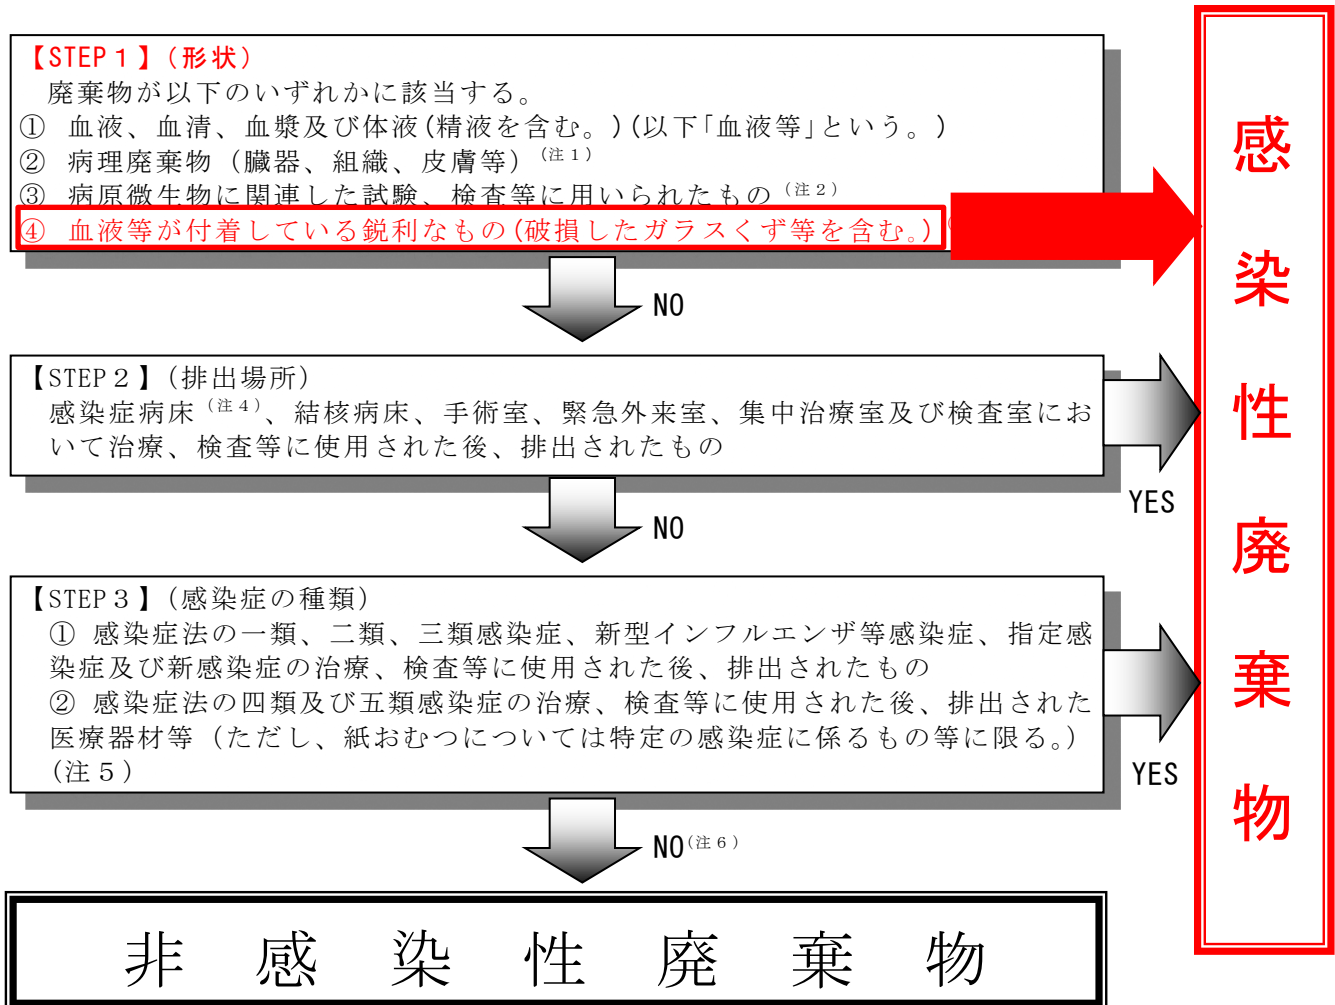 【STEP１】(形状)
廃棄物が以下のいずれかに該当する。
① 血液、血清、血漿及び体液(精液を含む。)(以下「血液等」という。)
② 病理廃棄物（臓器、組織、皮膚等）(注１)
③ 病原微生物に関連した試験、検査等に用いられたもの(注２)
④ 血液等が付着している鋭利なもの(破損したガラスくず等を含む。)
NO
【STEP２】(排出場所)
感染症病床(注４)、結核病床、手術室、緊急外来室、集中治療室及び検査室にお
いて治療、検査等に使用された後、排出されたもの
YES
NO
【STEP３】(感染症の種類)
① 感染症法の一類、二類、三類感染症、新型インフルエンザ等感染症、指定感
染症及び新感染症の治療、検査等に使用された後、排出されたもの
② 感染症法の四類及び五類感染症の治療、検査等に使用された後、排出された
医療器材等（ただし、紙おむつについては特定の感染症に係るもの等に限る。）
(注５)
YES
NO(注６)
非感染性廃棄物
感染性廃棄物